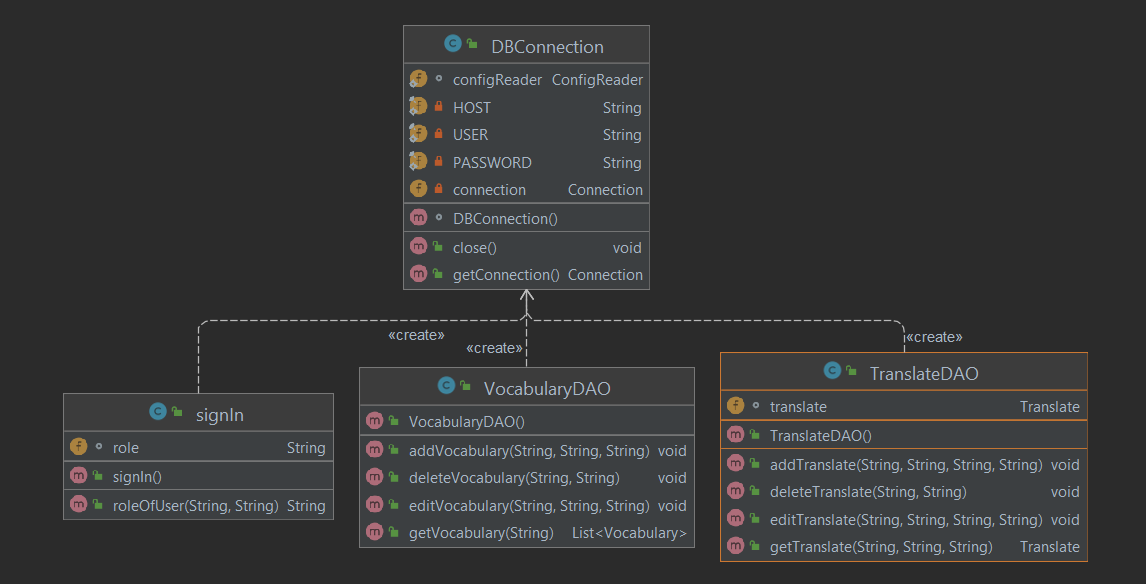 DBConnection
configReader ConfigReader
HOST String
USER String
PASSWORD String
connection Connection
DBConnection()
close() void
getConnection() Connection
«create»
«create»
«create»
signIn
role String
signIn()
roleOfUser(String, String) String
VocabularyDAO
VocabularyDAO()
addVocabulary(String, String, String) void
deleteVocabulary(String, String) void
editVocabulary(String, String, String) void
getVocabulary(String) List<Vocabulary>
TranslateDAO
translate Translate
TranslateDAO()
addTranslate(String, String, String, String) void
deleteTranslate(String, String) void
editTranslate(String, String, String, String) void
getTranslate(String, String, String) Translate